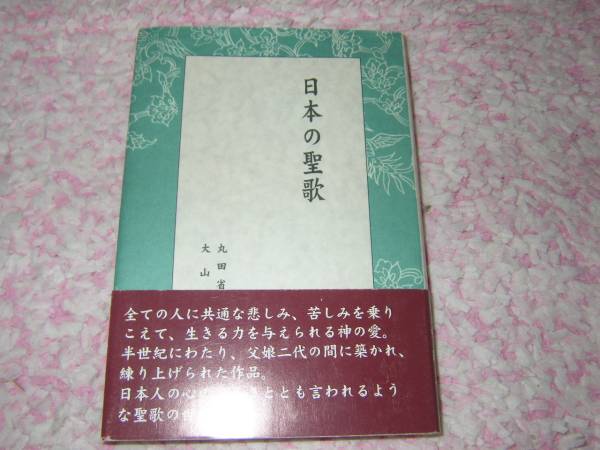 日本の聖歌
丸田省
大山
全ての人に共通な悲しみ、苦しみを乗り
こえて、生きる力を与えられる神の愛。
半世紀にわたり、父娘二代の間に築かれ、
練り上げられた作品。
日本人の心の ととも言われるよう
な聖歌の